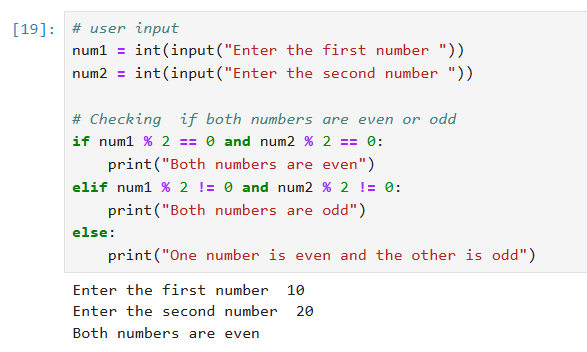 [19]: # user input
num1 = int(input("Enter the first number "))
num2 = int(input("Enter the second number "))

# Checking  if both numbers are even or odd
if num1 % 2 == 0 and num2 % 2 == 0:
    print("Both numbers are even")
elif num1 % 2 != 0 and num2 % 2 != 0:
    print("Both numbers are odd")
else:
    print("One number is even and the other is odd")
Enter the first number  10
Enter the second number  20
Both numbers are even